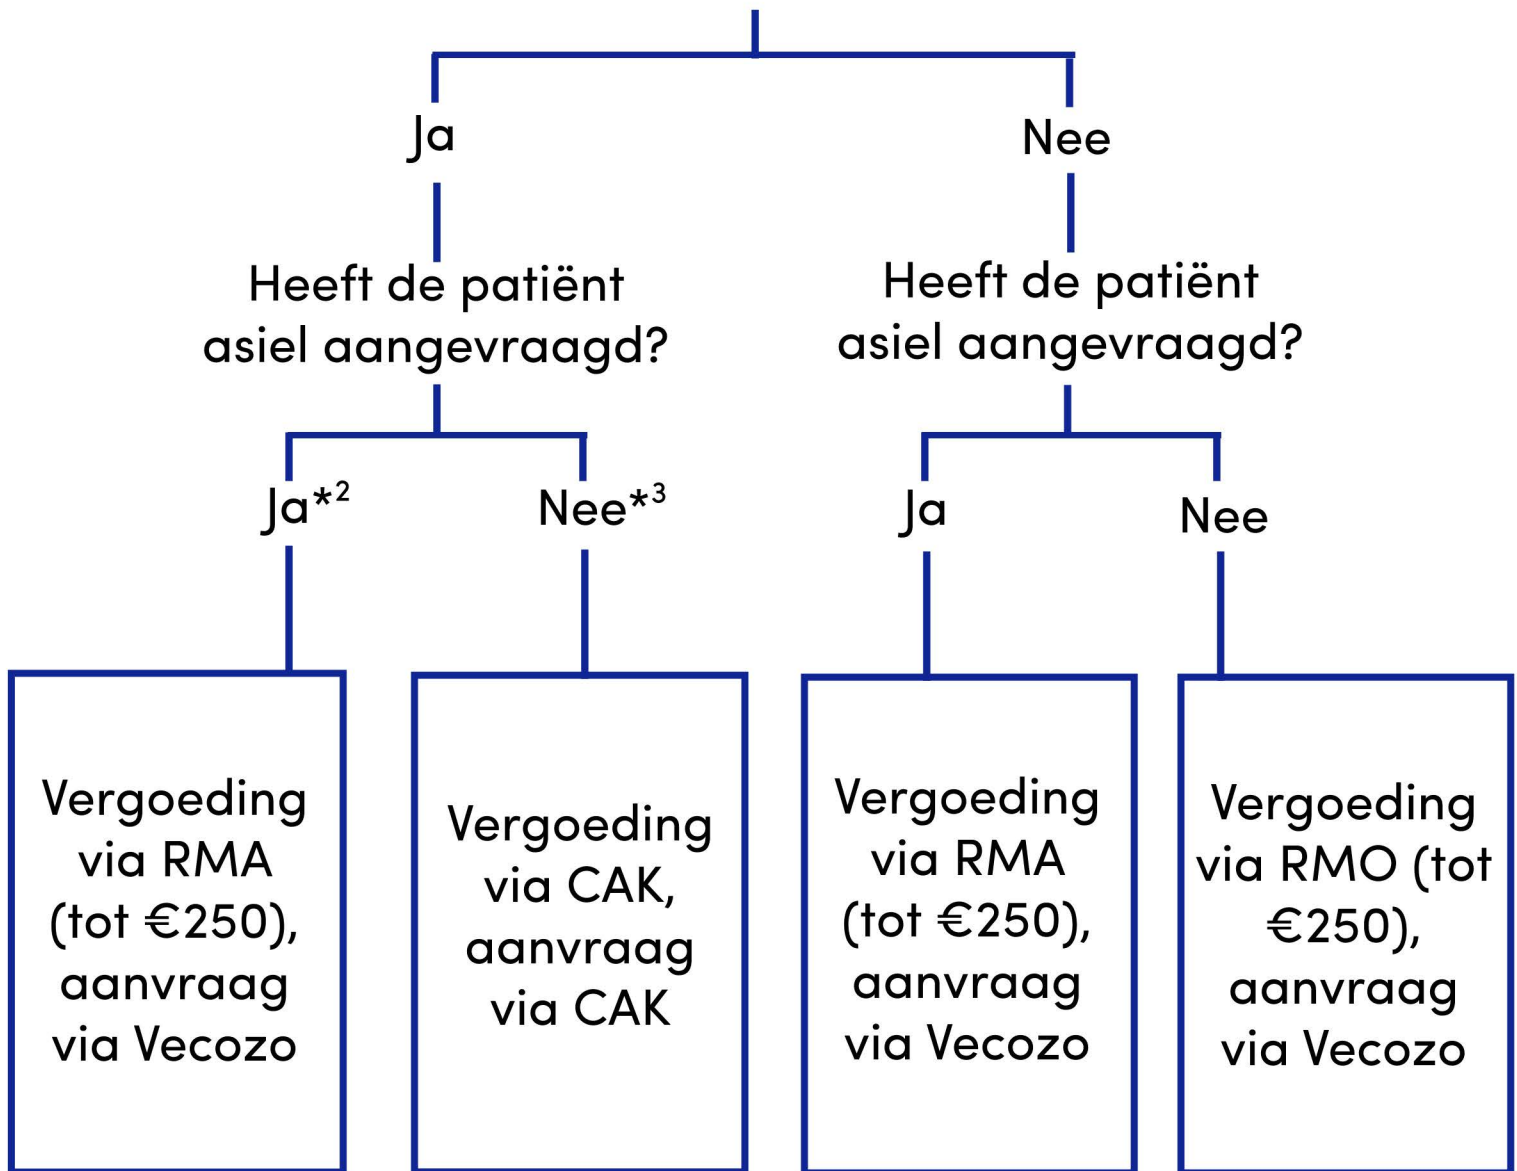 Ja
Nee
Heeft de patiënt
asiel aangevraagd?
Heeft de patiënt
asiel aangevraagd?
Ja*²
Nee*³
Ja
Nee
Vergoeding
via RMA
(tot €250),
aanvraag
via Vecozo
Vergoeding
via CAK,
aanvraag
via CAK
Vergoeding
via RMA
(tot €250),
aanvraag
via Vecozo
Vergoeding
via RMO (tot
€250),
aanvraag
via Vecozo